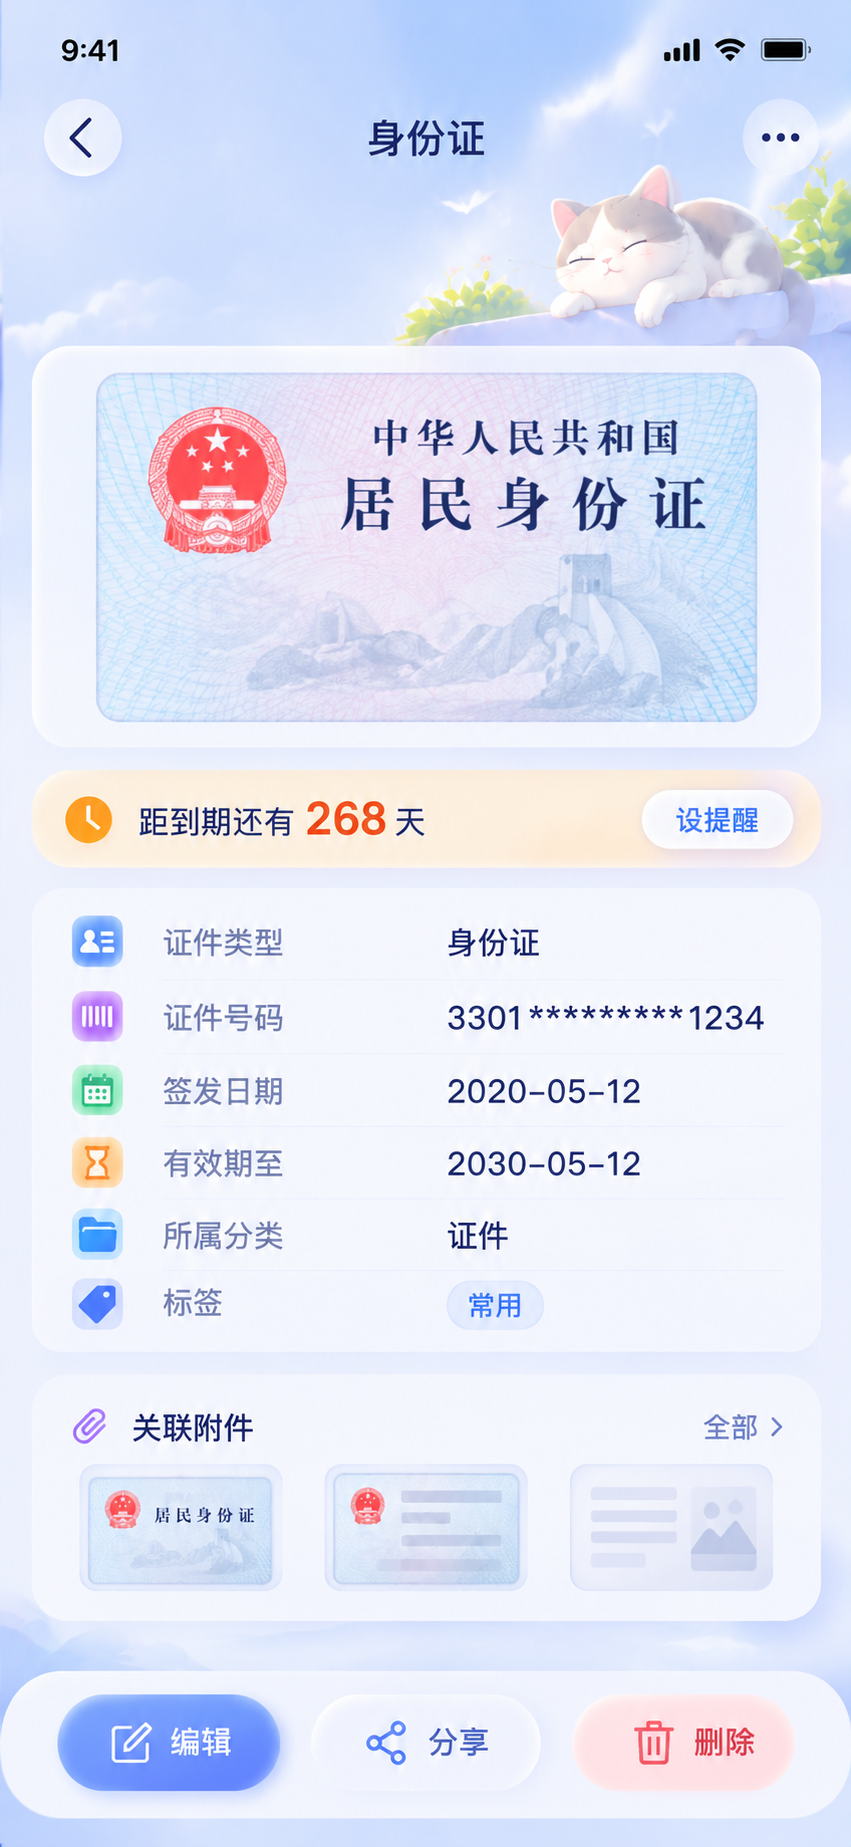 9:41
身份证
中华人民共和国
居民身份证
距到期还有 268 天
设提醒
证件类型 身份证
证件号码 3301*********1234
签发日期 2020-05-12
有效期至 2030-05-12
所属分类 证件
标签 常用
关联附件 全部
居民身份证
编辑 分享 删除